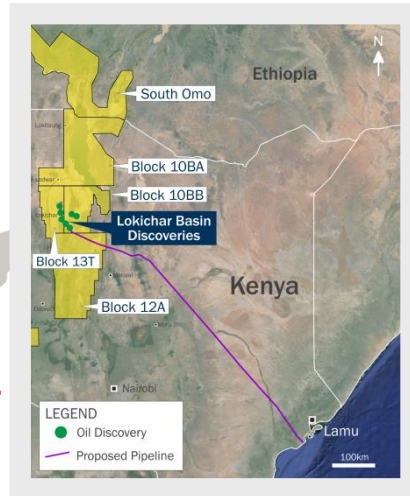 N
Ethiopia
South Omo
Block 10BA
Block 10BB
Lokichar Basin
Discoveries
Block 13T
Kenya
Block 12A
Nairobi
LEGEND
Oil Discovery
Proposed Pipeline
Lamu
100km